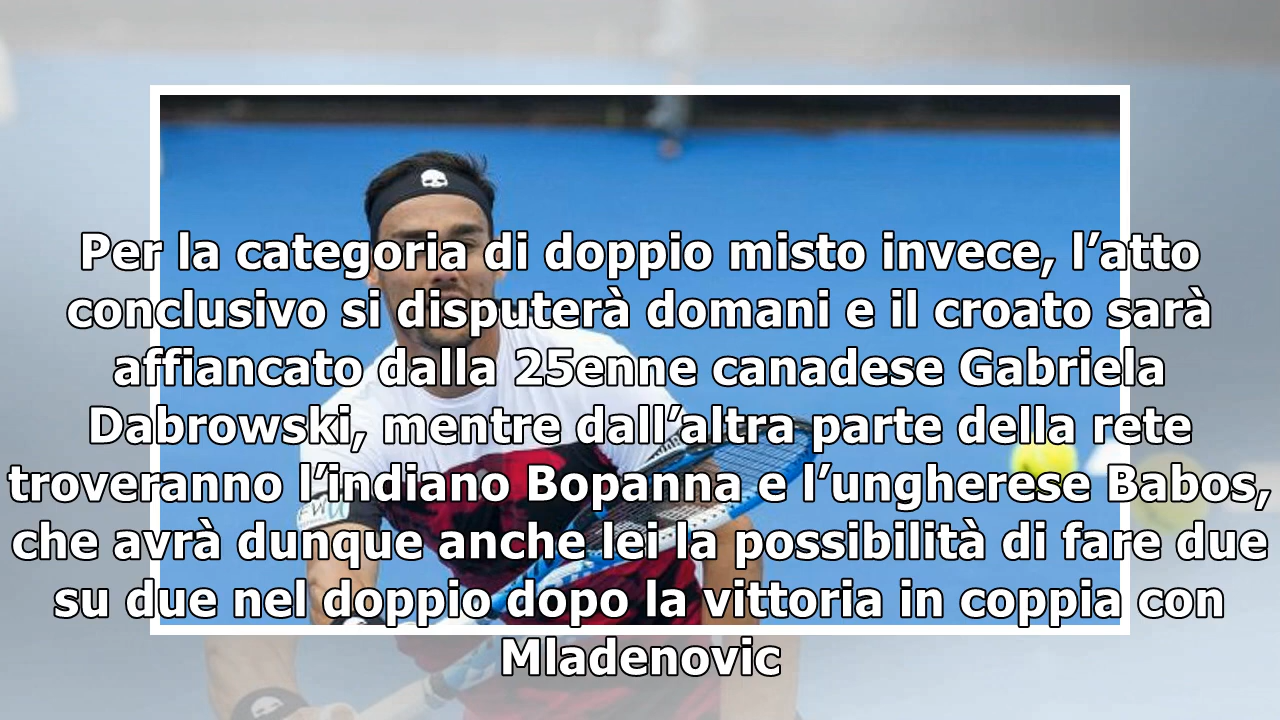 Per la categoria di doppio misto invece, l’atto
conclusivo si disputerà domani e il croato sarà
affiancato dalla 25enne canadese Gabriela
Dabrowski, mentre dall’altra parte della rete
troveranno l’indiano Bopanna e l’ungherese Babos,
che avrà dunque anche lei la possibilità di fare due
su due nel doppio dopo la vittoria in coppia con
Mladenovic